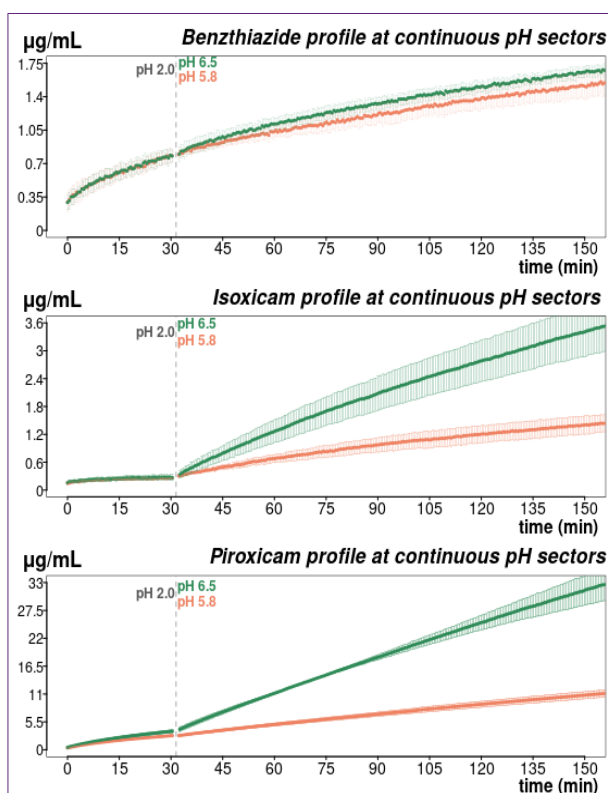 µg/mL Benzthiazide profile at continuous pH sectors
pH 2.0 pH 6.5
pH 5.8
1.75
1.4
1.05
0.7
0.35
0
0 15 30 45 60 75 90 105 120 135 150
time (min)
µg/mL Isoxicam profile at continuous pH sectors
pH 2.0 pH 6.5
pH 5.8
3.6
3
2.4
1.8
1.2
0.6
0
0 15 30 45 60 75 90 105 120 135 150
time (min)
µg/mL Piroxicam profile at continuous pH sectors
pH 2.0 pH 6.5
pH 5.8
33
27.5
22
16.5
11
5.5
0
0 15 30 45 60 75 90 105 120 135 150
time (min)